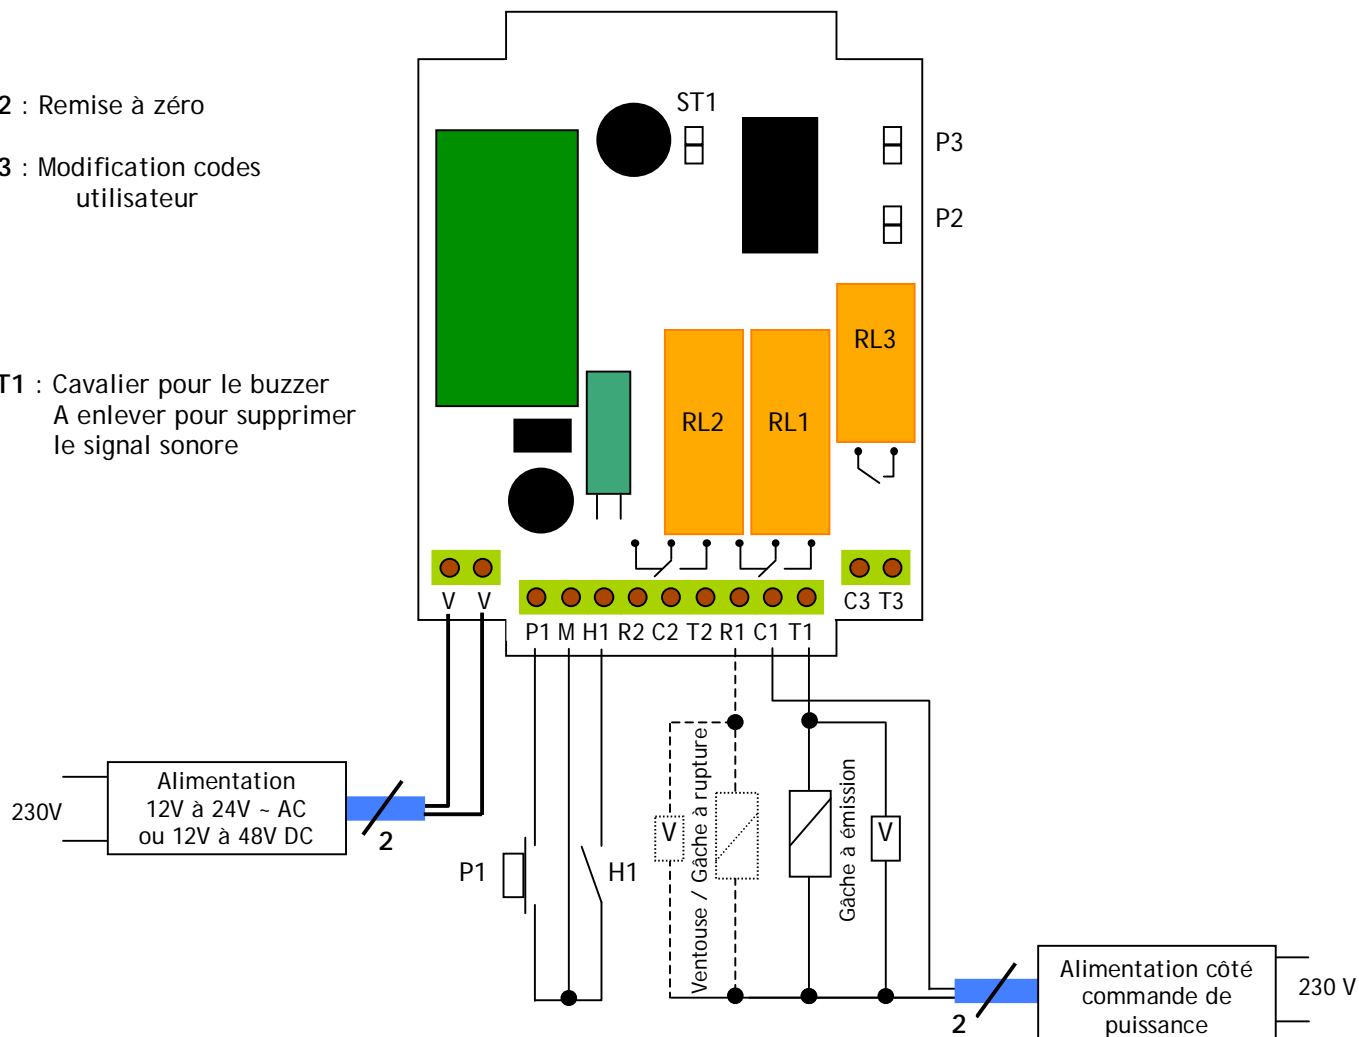 2 : Remise à zéro
3 : Modification codes
utilisateur
T1 : Cavalier pour le buzzer
A enlever pour supprimer
le signal sonore
ST1
P3
P2
RL3
RL2
RL1
V V
P1 M H1 R2 C2 T2 R1 C1 T1
C3 T3
230V
Alimentation
12V à 24V ~ AC
ou 12V à 48V DC
2
P1
H1
V
Ventouse / Gâche à rupture
Gâche à émission
V
2
Alimentation côté
commande de
puissance
230 V